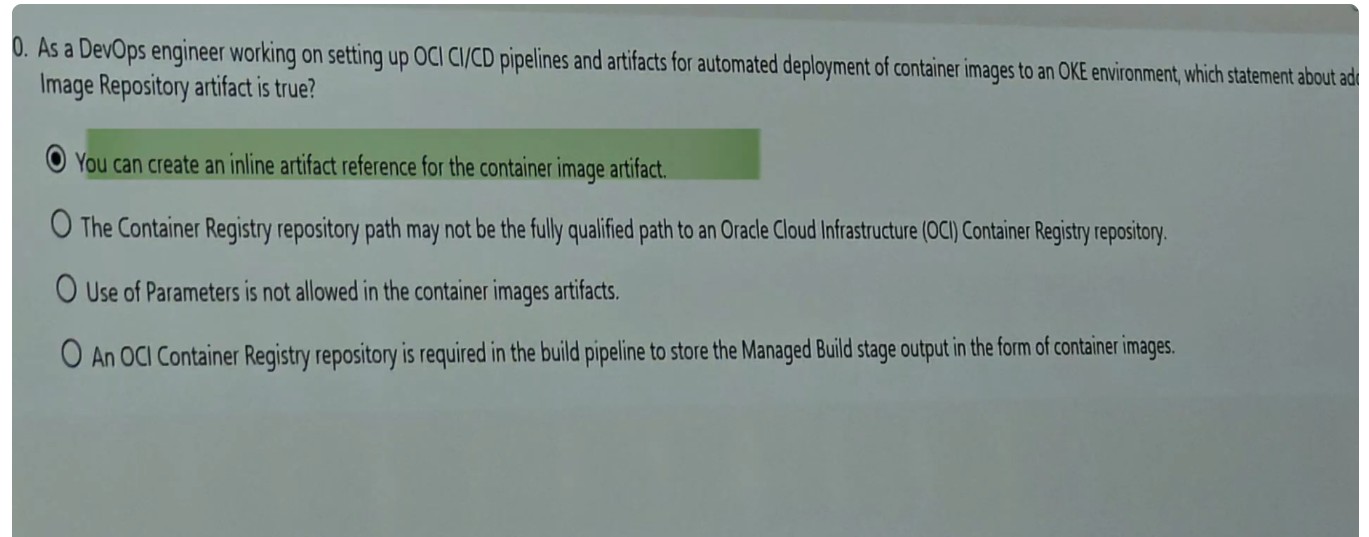 0. As a DevOps engineer working on setting up OCI CI/CD pipelines and artifacts for automated deployment of container images to an OKE environment, which statement about
Image Repository artifact is true?
You can create an inline artifact reference for the container image artifact.
The Container Registry repository path may not be the fully qualified path to an Oracle Cloud Infrastructure (OCI) Container Registry repository.
Use of Parameters is not allowed in the container images artifacts.
An OCI Container Registry repository is required in the build pipeline to store the Managed Build stage output in the form of container images.